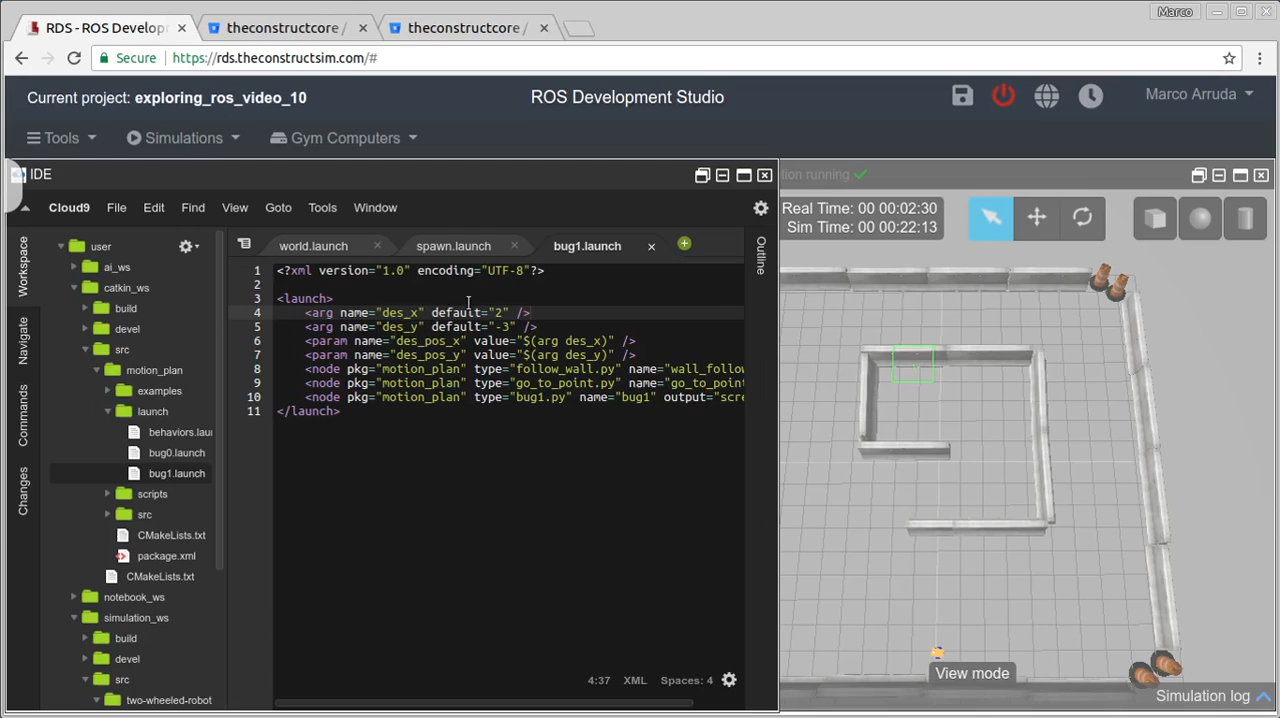 Marco
RDS - ROS Develop
theconstructcore /
theconstructcore /
Secure
https://rds.theconstructsim.com/#
Current project: exploring_ros_video_10
ROS Development Studio
Marco Arruda
Tools
Simulations
Gym Computers
IDE
tion running
Cloud9 File Edit Find View Goto Tools Window
Real Time: 00 00:02:30
Sim Time: 00 00:22:13
Workspace
Navigate
Commands
Changes
user
ai_ws
catkin_ws
build
devel
src
motion_plan
examples
launch
behaviors.lau
bug0.launch
bug1.launch
scripts
src
CMakeLists.txt
package.xml
CMakeLists.txt
notebook_ws
simulation_ws
build
devel
src
two-wheeled-robot
world.launch
spawn.launch
bug1.launch
Outline
1 <?xml version="1.0" encoding="UTF-8"?>
2
3 <launch>
4 <arg name="des_x" default="2" />
5 <arg name="des_y" default="-3" />
6 <param name="des_pos_x" value="$(arg des_x)" />
7 <param name="des_pos_y" value="$(arg des_y)" />
8 <node pkg="motion_plan" type="follow_wall.py" name="wall_follow
9 <node pkg="motion_plan" type="go_to_point.py" name="go_to_point
10 <node pkg="motion_plan" type="bug1.py" name="bug1" output="scre
11 </launch>
4:37 XML Spaces: 4
View mode
Simulation log